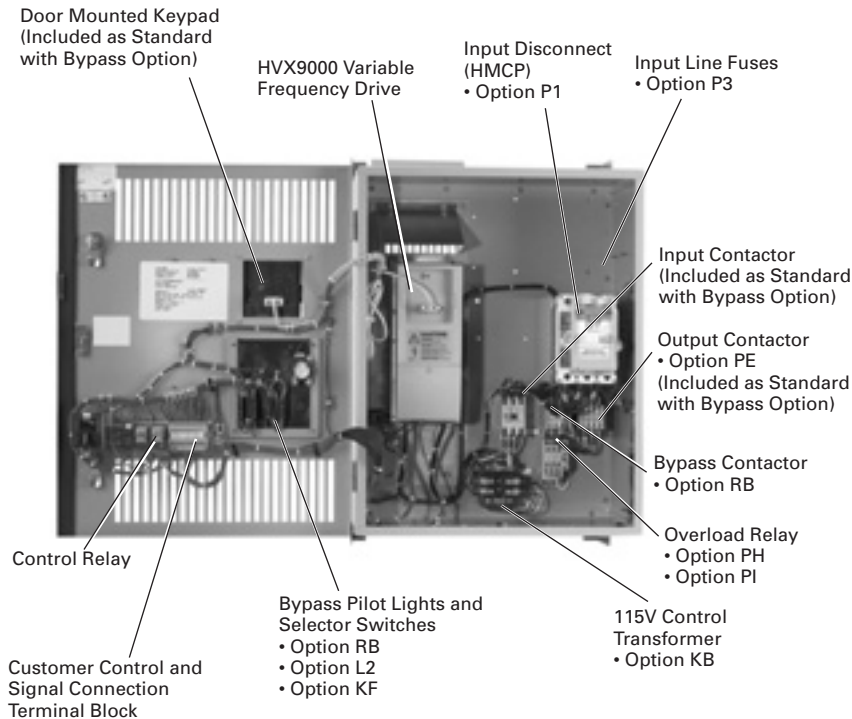 Door Mounted Keypad
(Included as Standard
with Bypass Option)
HVX9000 Variable
Frequency Drive
Input Disconnect
(HMCP)
• Option P1
Input Line Fuses
• Option P3
Input Contactor
(Included as Standard
with Bypass Option)
Output Contactor
• Option PE
(Included as Standard
with Bypass Option)
Bypass Contactor
• Option RB
Overload Relay
• Option PH
• Option PI
115V Control
Transformer
• Option KB
Bypass Pilot Lights and
Selector Switches
• Option RB
• Option L2
• Option KF
Control Relay
Customer Control and
Signal Connection
Terminal Block